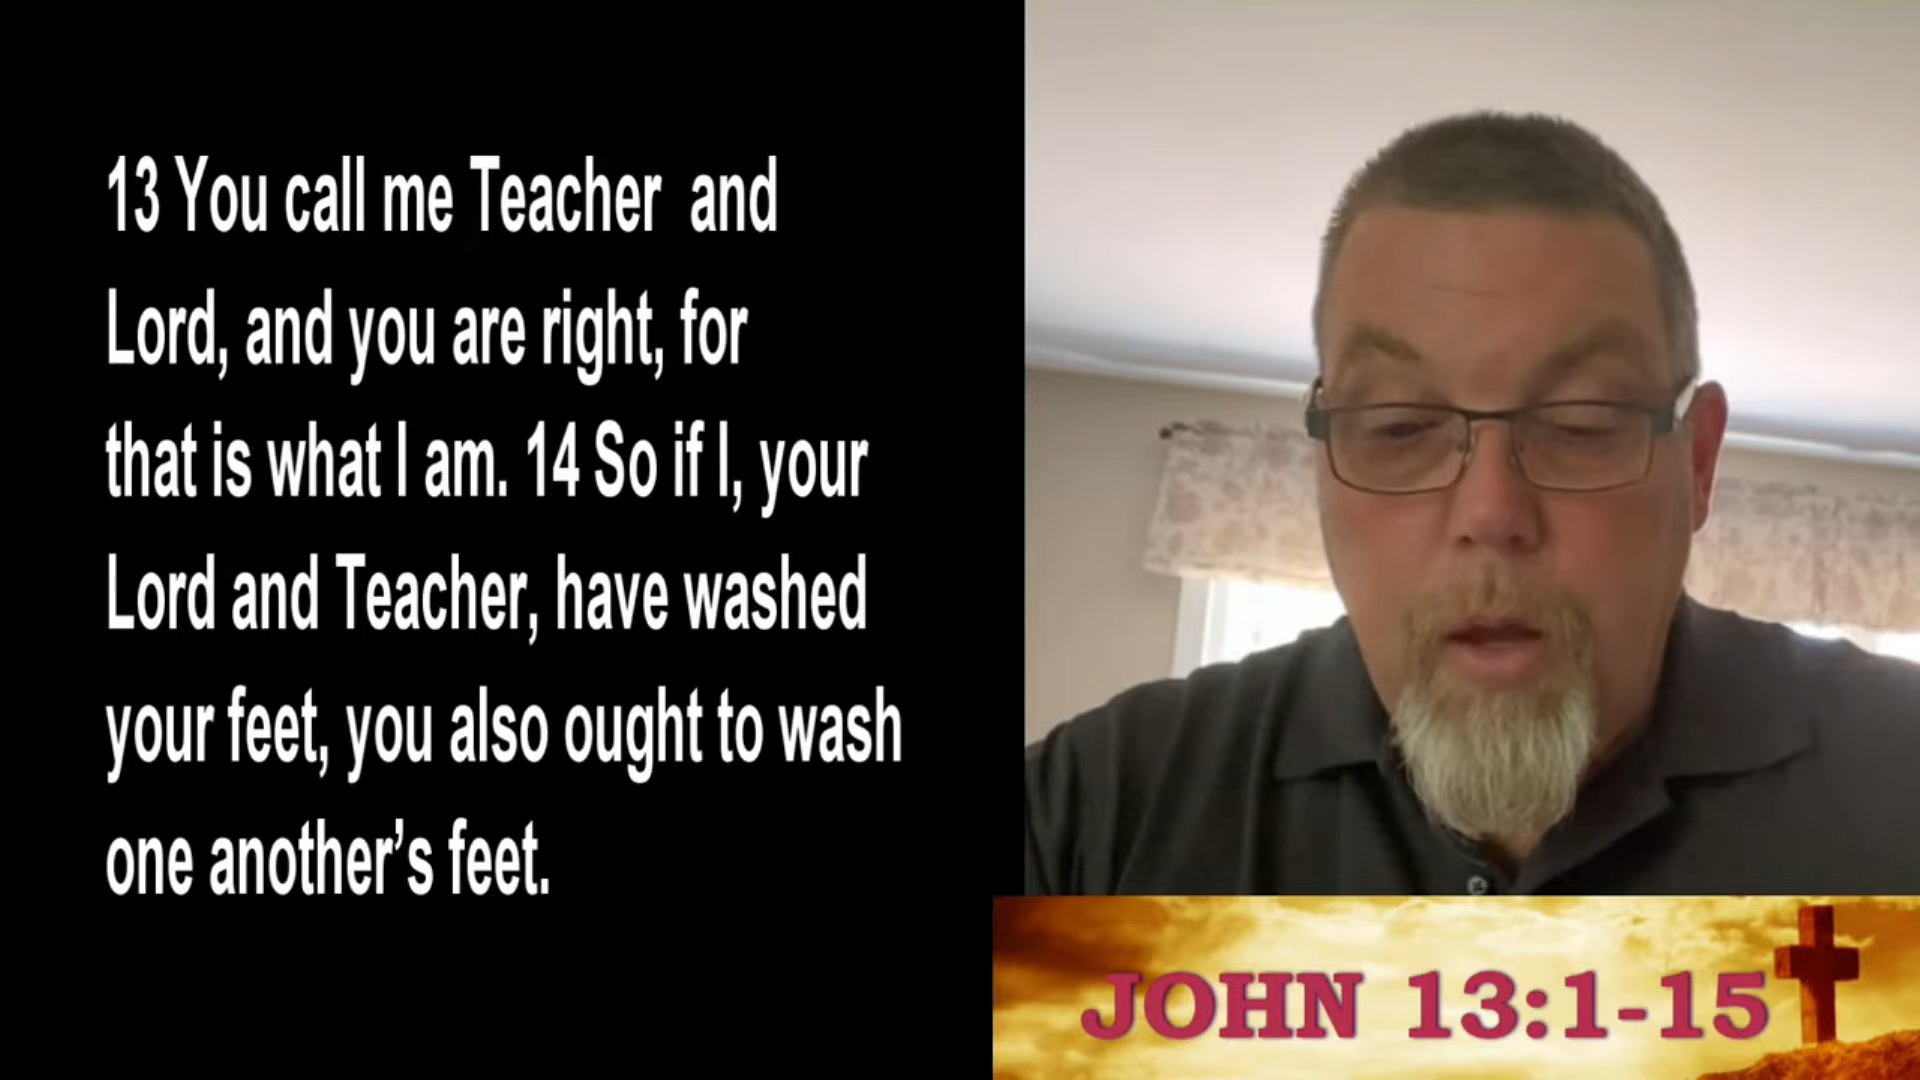 13 You call me Teacher  and
Lord, and you are right, for
that is what I am. 14 So if I, your
Lord and Teacher, have washed
your feet, you also ought to wash
one another’s feet.
JOHN 13:1-15